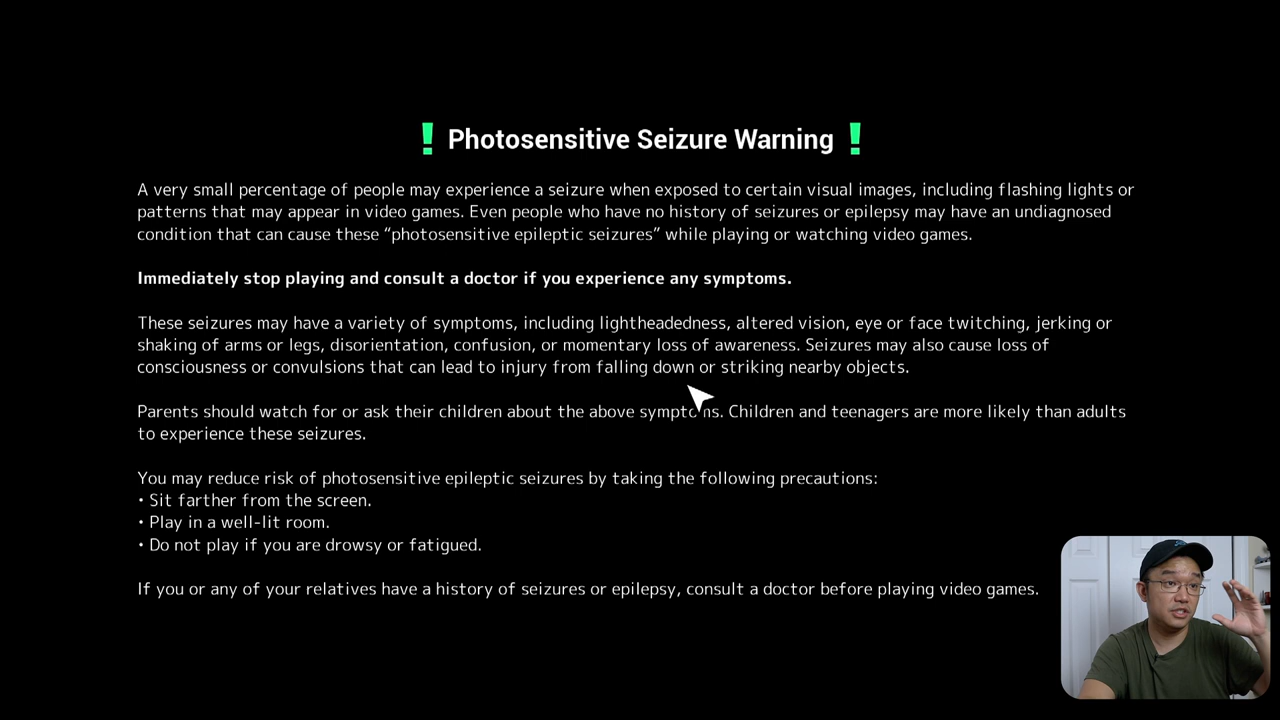 ! Photosensitive Seizure Warning !
A very small percentage of people may experience a seizure when exposed to certain visual images, including flashing lights or
patterns that may appear in video games. Even people who have no history of seizures or epilepsy may have an undiagnosed
condition that can cause these “photosensitive epileptic seizures” while playing or watching video games.
Immediately stop playing and consult a doctor if you experience any symptoms.
These seizures may have a variety of symptoms, including lightheadedness, altered vision, eye or face twitching, jerking or
shaking of arms or legs, disorientation, confusion, or momentary loss of awareness. Seizures may also cause loss of
consciousness or convulsions that can lead to injury from falling down or striking nearby objects.
Parents should watch for or ask their children about the above symptoms. Children and teenagers are more likely than adults
to experience these seizures.
You may reduce risk of photosensitive epileptic seizures by taking the following precautions:
• Sit farther from the screen.
• Play in a well-lit room.
• Do not play if you are drowsy or fatigued.
If you or any of your relatives have a history of seizures or epilepsy, consult a doctor before playing video games.